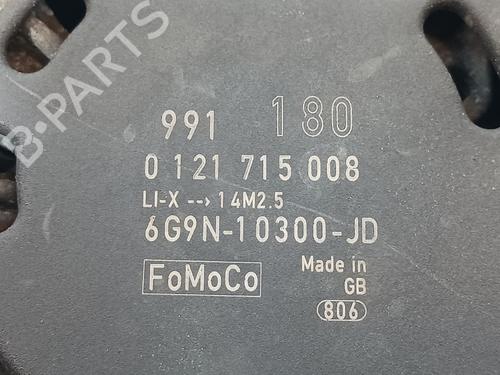 B-PARTS
991 180
0 121 715 008
LI-X --→ 14M2.5
6G9N-10300-JD
FoMoCo
Made in
GB
806